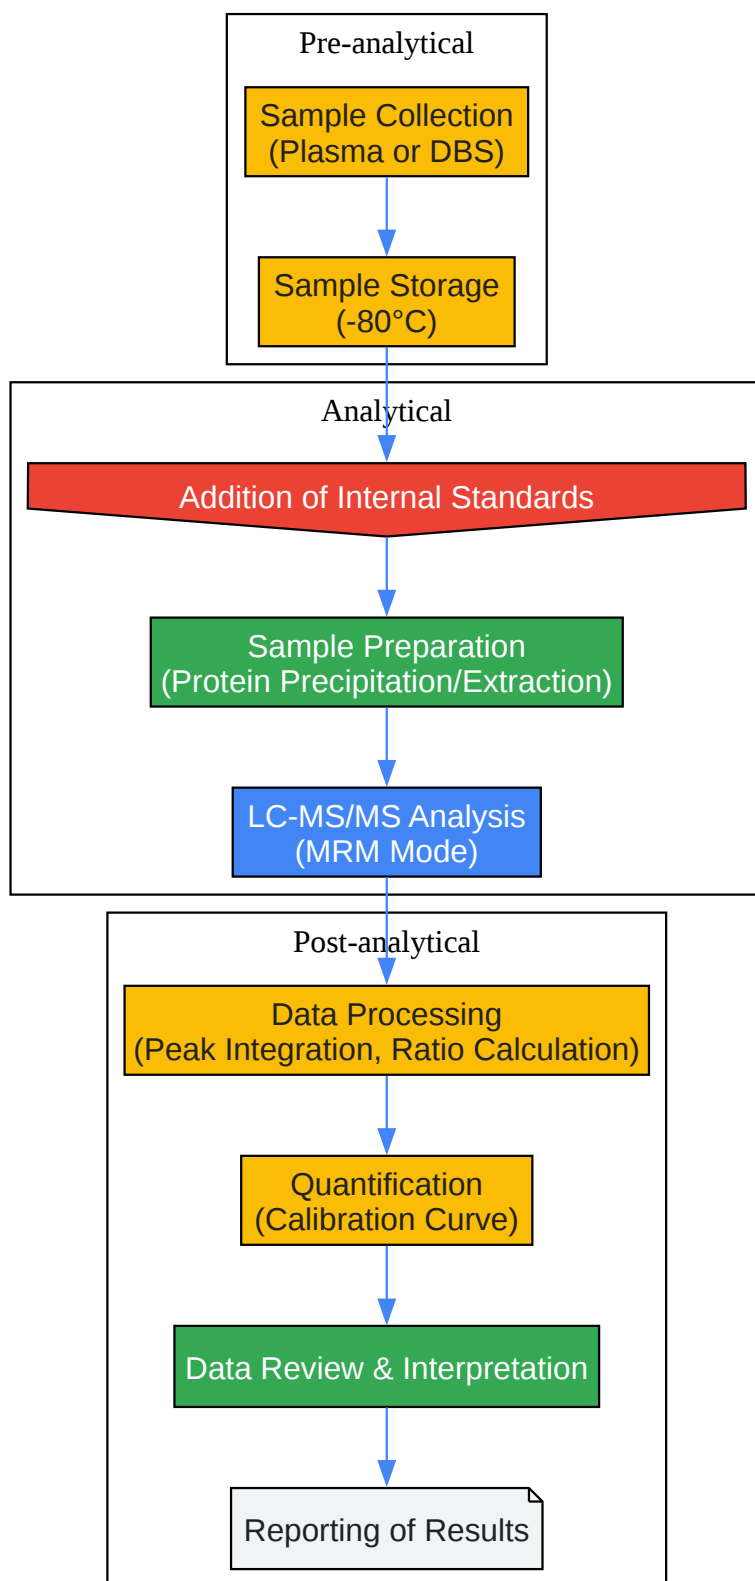 Pre-analytical
Sample Collection
(Plasma or DBS)
Sample Storage
(-80°C)
Analytical
Addition of Internal Standards
Sample Preparation
(Protein Precipitation/Extraction)
LC-MS/MS Analysis
(MRM Mode)
Post-analytical
Data Processing
(Peak Integration, Ratio Calculation)
Quantification
(Calibration Curve)
Data Review & Interpretation
Reporting of Results